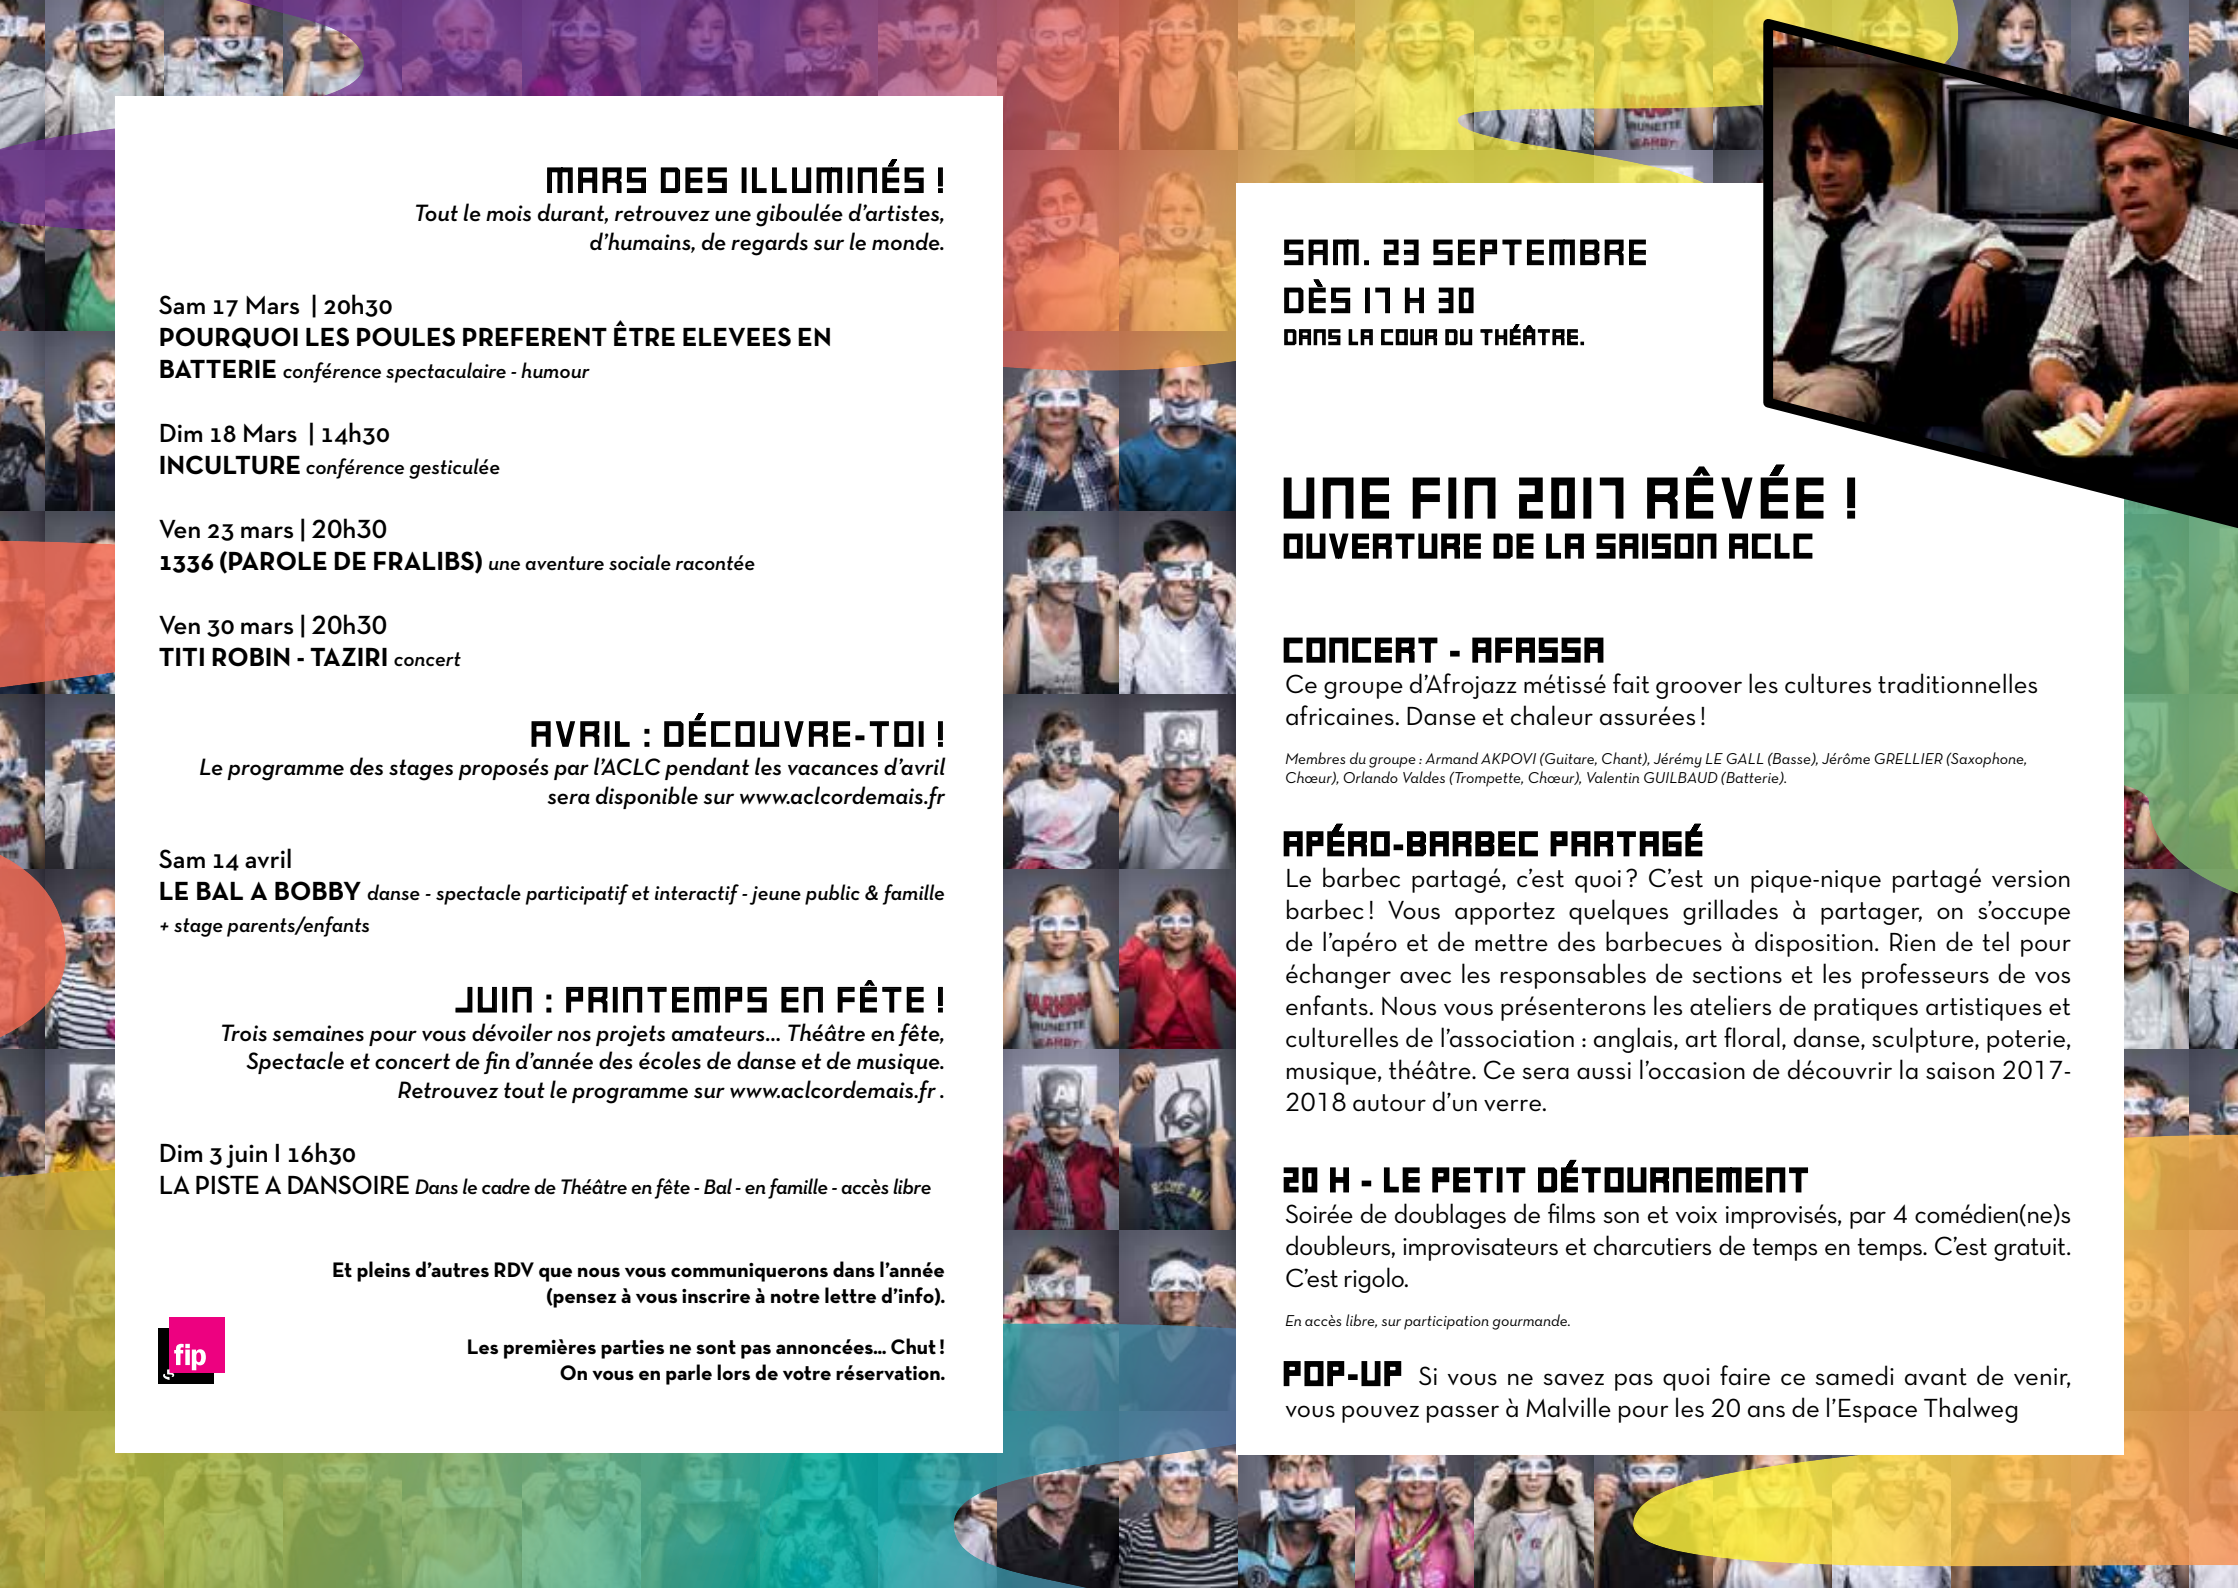 MARS DES ILLUMINÉS !
Tout le mois durant, retrouvez une giboulée d’artistes,
d’humains, de regards sur le monde.
Sam 17 Mars | 20h30
POURQUOI LES POULES PREFERENT ÊTRE ELEVEES EN
BATTERIE conférence spectaculaire - humour
Dim 18 Mars | 14h30
INCULTURE conférence gesticulée
Ven 23 mars | 20h30
1336 (PAROLE DE FRALIBS) une aventure sociale racontée
Ven 30 mars | 20h30
TITI ROBIN - TAZIRI concert
AVRIL : DÉCOUVRE-TOI !
Le programme des stages proposés par l’ACLC pendant les vacances d’avril
sera disponible sur www.aclcordemais.fr
Sam 14 avril
LE BAL A BOBBY danse - spectacle participatif et interactif - jeune public & famille
+ stage parents/enfants
JUIN : PRINTEMPS EN FÊTE !
Trois semaines pour vous dévoiler nos projets amateurs... Théâtre en fête,
Spectacle et concert de fin d’année des écoles de danse et de musique.
Retrouvez tout le programme sur www.aclcordemais.fr .
Dim 3 juin I 16h30
LA PISTE A DANSOIRE Dans le cadre de Théâtre en fête - Bal - en famille - accès libre
Et pleins d’autres RDV que nous vous communiquerons dans l’année
(pensez à vous inscrire à notre lettre d’info).
Les premières parties ne sont pas annoncées... Chut !
On vous en parle lors de votre réservation.
fip
SAM. 23 SEPTEMBRE
DÈS 17 H 30
DANS LA COUR DU THÉÂTRE.
UNE FIN 2017 RÊVÉE !
OUVERTURE DE LA SAISON ACLC
CONCERT - AFASSA
Ce groupe d’Afrojazz métissé fait groover les cultures traditionnelles
africaines. Danse et chaleur assurées !
Membres du groupe : Armand AKPOVI (Guitare, Chant), Jérémy LE GALL (Basse), Jérôme GRELLIER (Saxophone,
Chœur), Orlando Valdes (Trompette, Chœur), Valentin GUILBAUD (Batterie).
APÉRO-BARBEC PARTAGÉ
Le barbec partagé, c’est quoi ? C’est un pique-nique partagé version
barbec ! Vous apportez quelques grillades à partager, on s’occupe
de l’apéro et de mettre des barbecues à disposition. Rien de tel pour
échanger avec les responsables de sections et les professeurs de vos
enfants. Nous vous présenterons les ateliers de pratiques artistiques et
culturelles de l’association : anglais, art floral, danse, sculpture, poterie,
musique, théâtre. Ce sera aussi l’occasion de découvrir la saison 2017-
2018 autour d’un verre.
20 H - LE PETIT DÉTOURNEMENT
Soirée de doublages de films son et voix improvisés, par 4 comédien(ne)s
doubleurs, improvisateurs et charcutiers de temps en temps. C’est gratuit.
C’est rigolo.
En accès libre, sur participation gourmande.
POP-UP Si vous ne savez pas quoi faire ce samedi avant de venir,
vous pouvez passer à Malville pour les 20 ans de l’Espace Thalweg